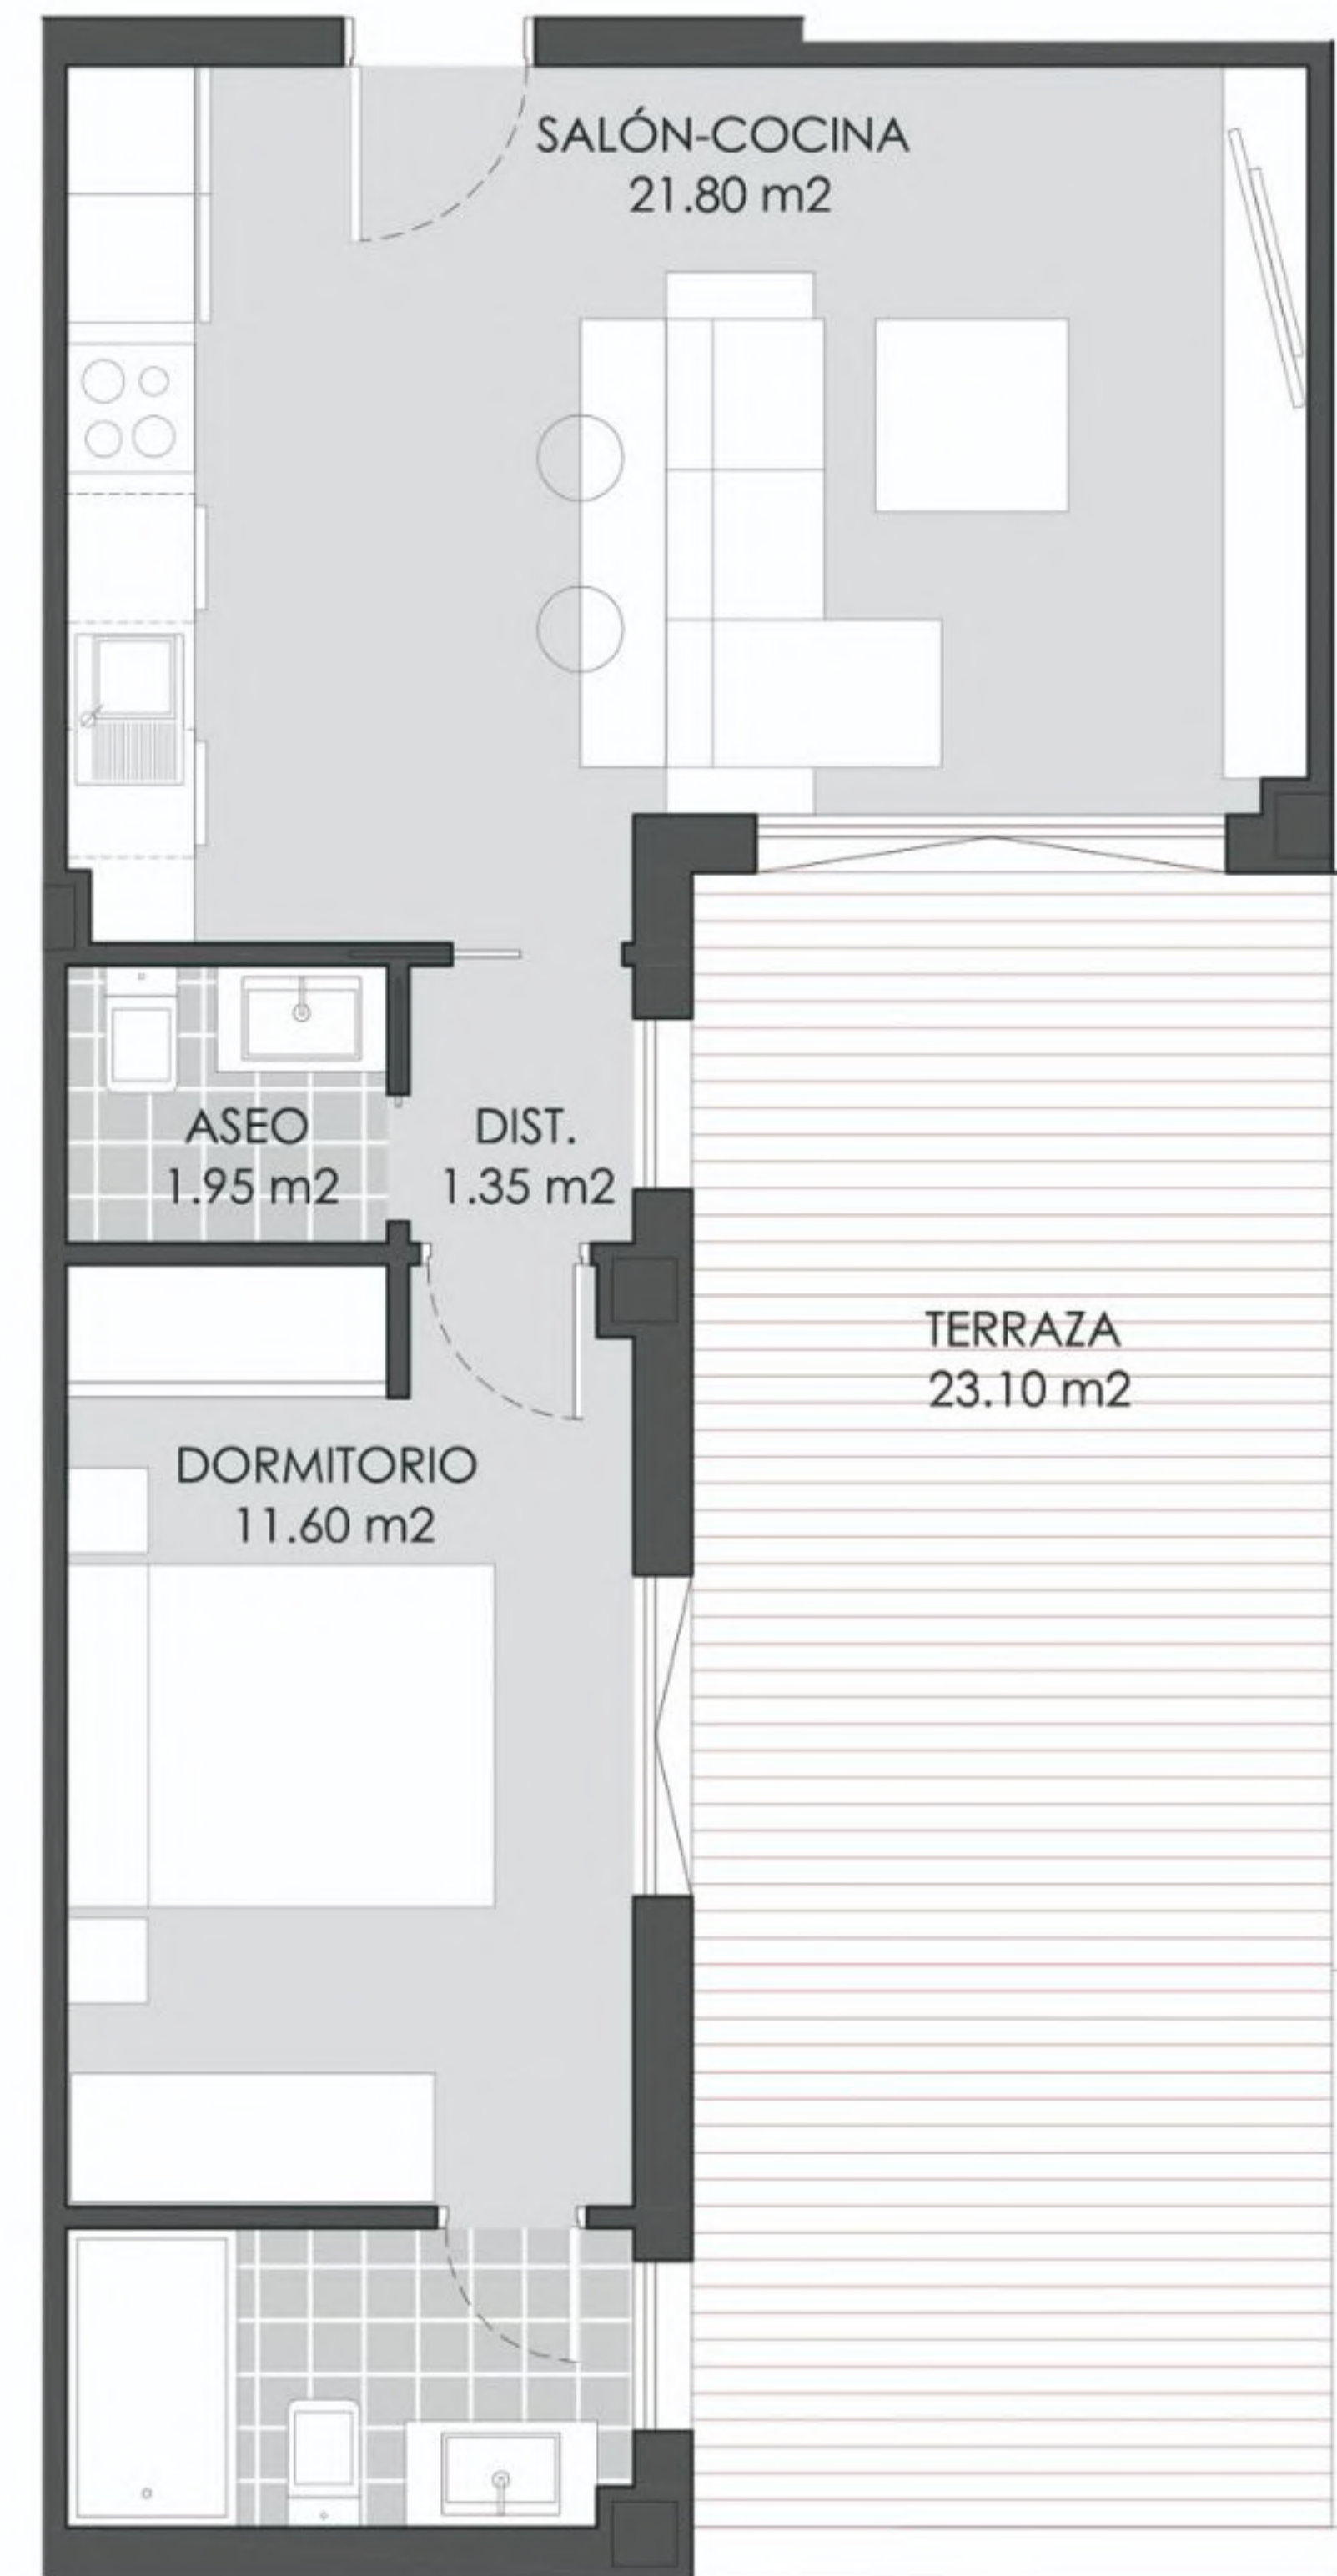 SALÓN-COCINA
21.80 m2
ASEO
1.95 m2
DIST.
1.35 m2
TERRAZA
23.10 m2
DORMITORIO
11.60 m2